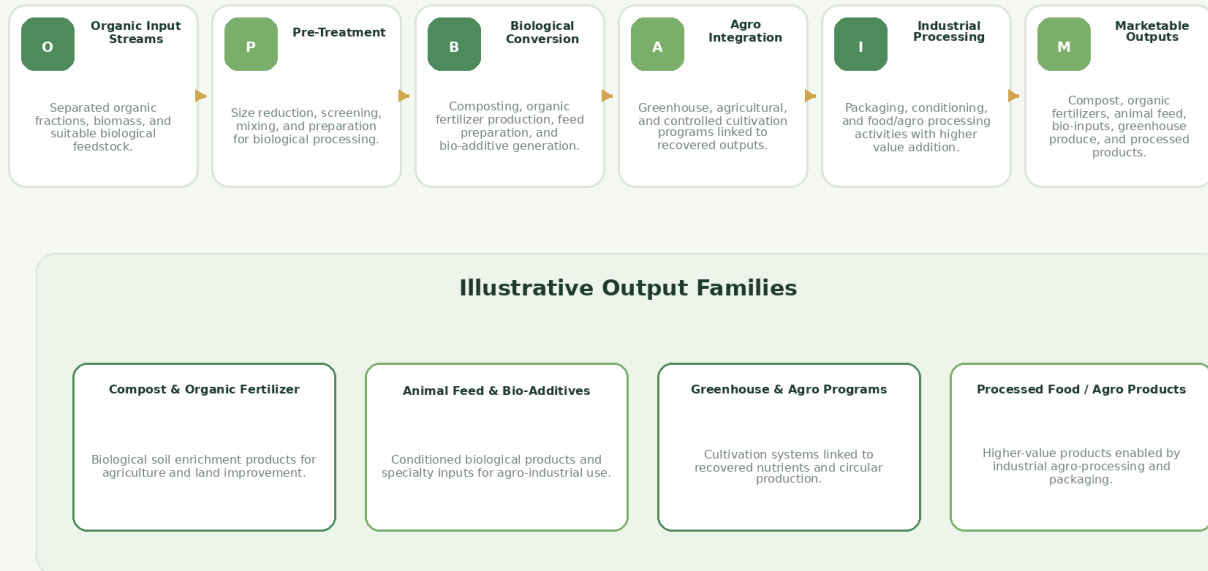 O
Organic Input
Streams
Separated organic
fractions, biomass, and
suitable biological
feedstock.
P
Pre-Treatment
Size reduction, screening,
mixing, and preparation
for biological processing.
B
Biological
Conversion
Composting, organic
fertilizer production, feed
preparation, and
bio-additive generation.
A
Agro
Integration
Greenhouse, agricultural,
and controlled cultivation
programs linked to
recovered outputs.
I
Industrial
Processing
Packaging, conditioning,
and food/agro processing
activities with higher
value addition.
M
Marketable
Outputs
Compost, organic
fertilizers, animal feed,
bio-inputs, greenhouse
produce, and processed
products.
Illustrative Output Families
Compost & Organic Fertilizer
Biological soil enrichment products for
agriculture and land improvement.
Animal Feed & Bio-Additives
Conditioned biological products and
specialty inputs for agro-industrial use.
Greenhouse & Agro Programs
Cultivation systems linked to
recovered nutrients and circular
production.
Processed Food / Agro Products
Higher-value products enabled by
industrial agro-processing and
packaging.